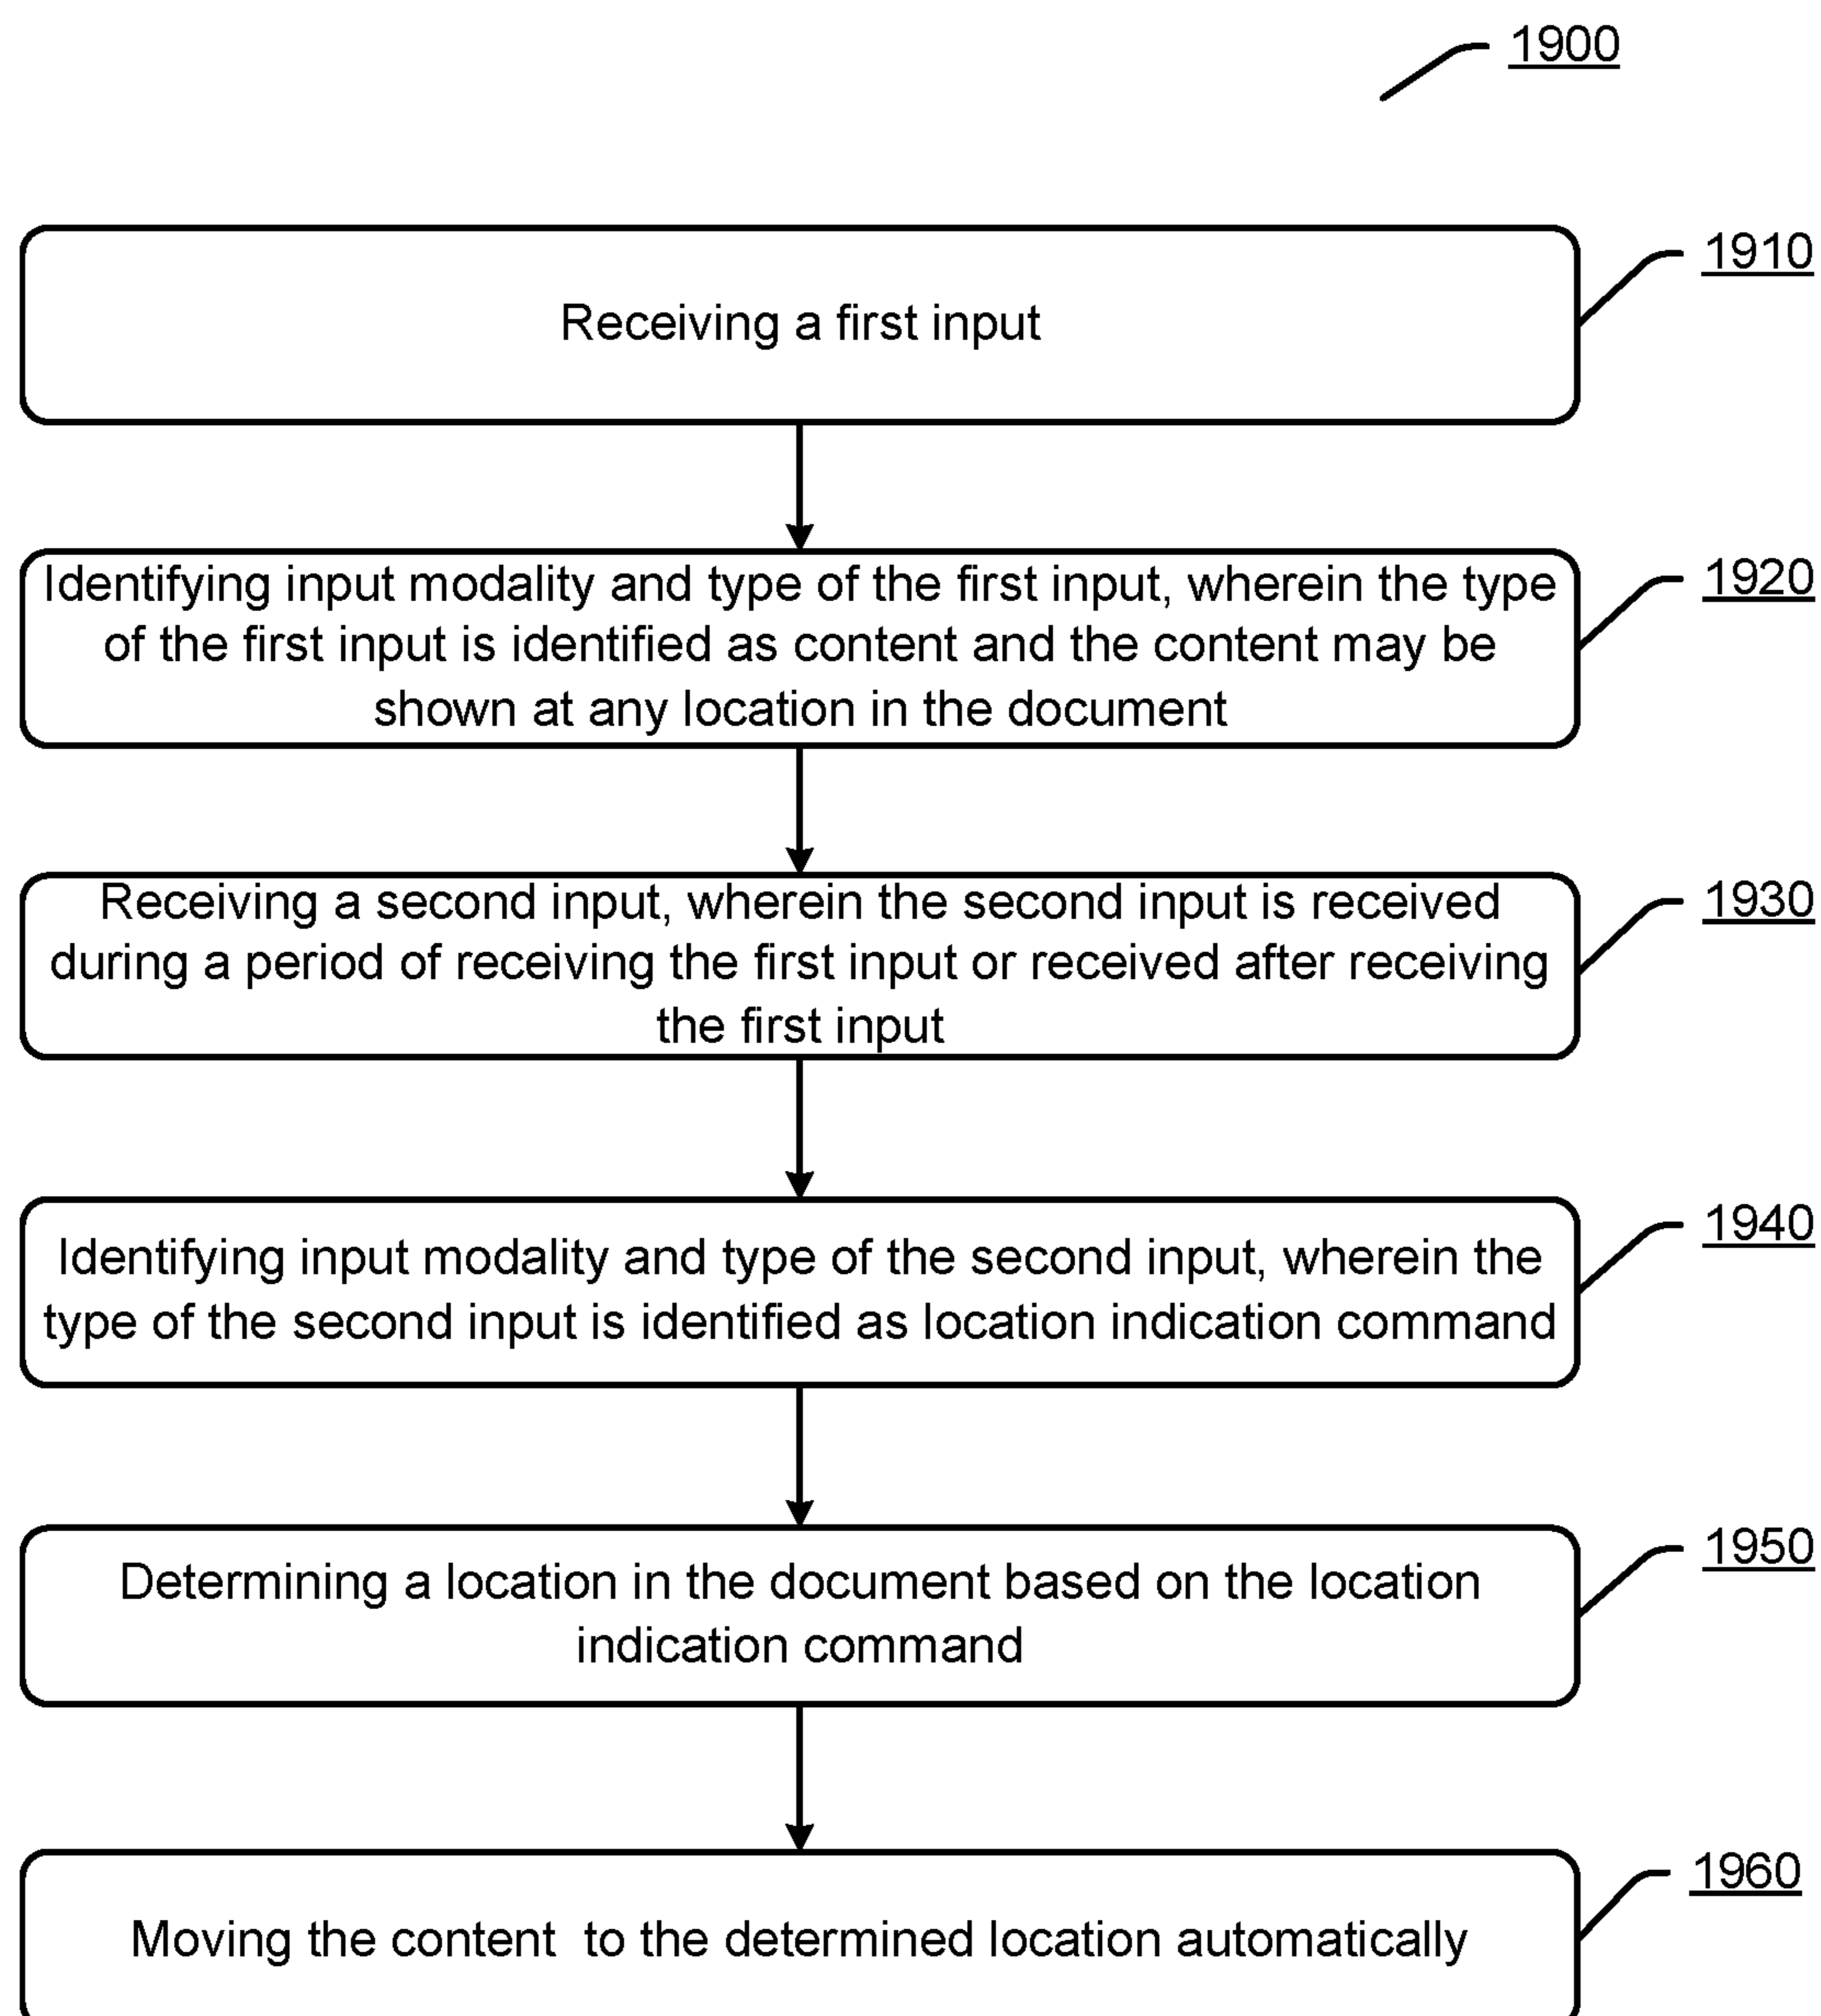 1900
Receiving a first input
1910
Identifying input modality and type of the first input, wherein the type
of the first input is identified as content and the content may be
shown at any location in the document
1920
Receiving a second input, wherein the second input is received
during a period of receiving the first input or received after receiving
the first input
1930
Identifying input modality and type of the second input, wherein the
type of the second input is identified as location indication command
1940
Determining a location in the document based on the location
indication command
1950
Moving the content  to the determined location automatically
1960